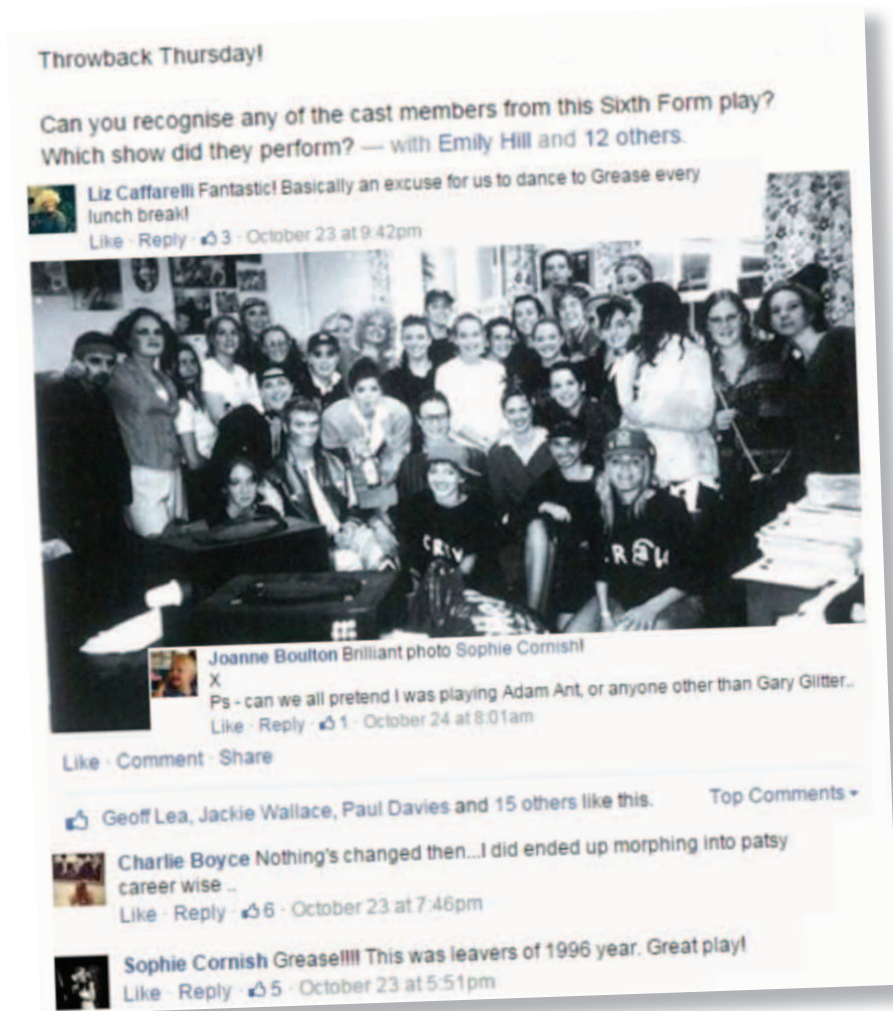 Throwback Thursday!
Can you recognise any of the cast members from this Sixth Form play?
Which show did they perform? — with Emily Hill and 12 others.
Liz Caffarelli Fantastic! Basically an excuse for us to dance to Grease every
lunch break!
Like · Reply · 3 · October 23 at 9:42pm
CREW
Joanne Boulton Brilliant photo Sophie Cornish!
X
Ps - can we all pretend I was playing Adam Ant, or anyone other than Gary Glitter..
Like · Reply · 1 · October 24 at 8:01am
Like · Comment · Share
Geoff Lea, Jackie Wallace, Paul Davies and 15 others like this.
Top Comments
Charlie Boyce Nothing's changed then...I did ended up morphing into patsy
career wise ..
Like · Reply · 6 · October 23 at 7:46pm
Sophie Cornish Grease!!!! This was leavers of 1996 year. Great play!
Like · Reply · 5 · October 23 at 5:51pm